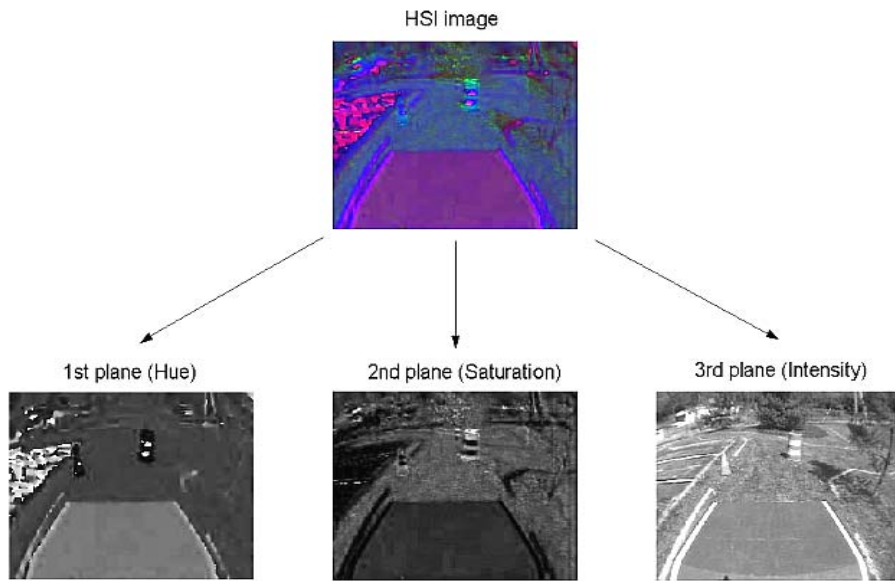 HSI image
1st plane (Hue)
2nd plane (Saturation)
3rd plane (Intensity)